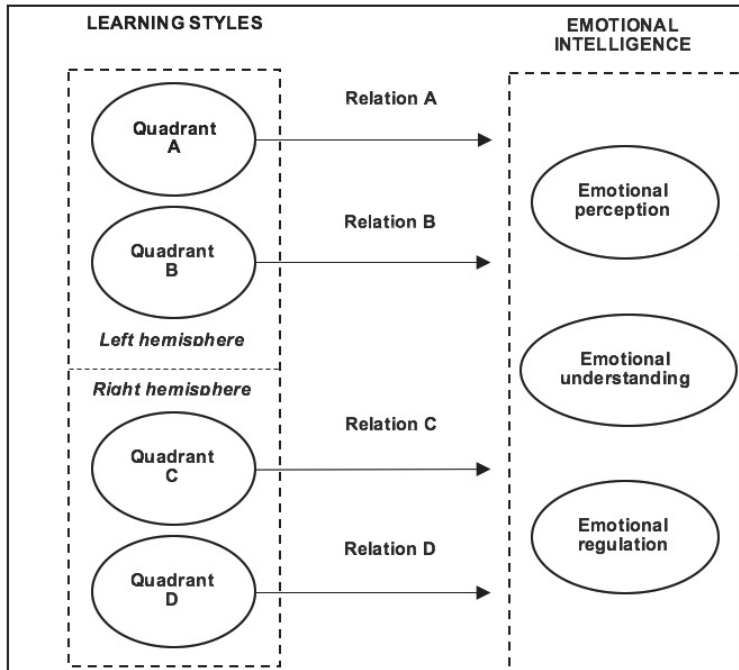 LEARNING STYLES
EMOTIONAL
INTELLIGENCE
Quadrant
A
Relation A
Emotional
perception
Quadrant
B
Relation B
Left hemisphere
Emotional
understanding
Right hemisphere
Quadrant
C
Relation C
Emotional
regulation
Quadrant
D
Relation D